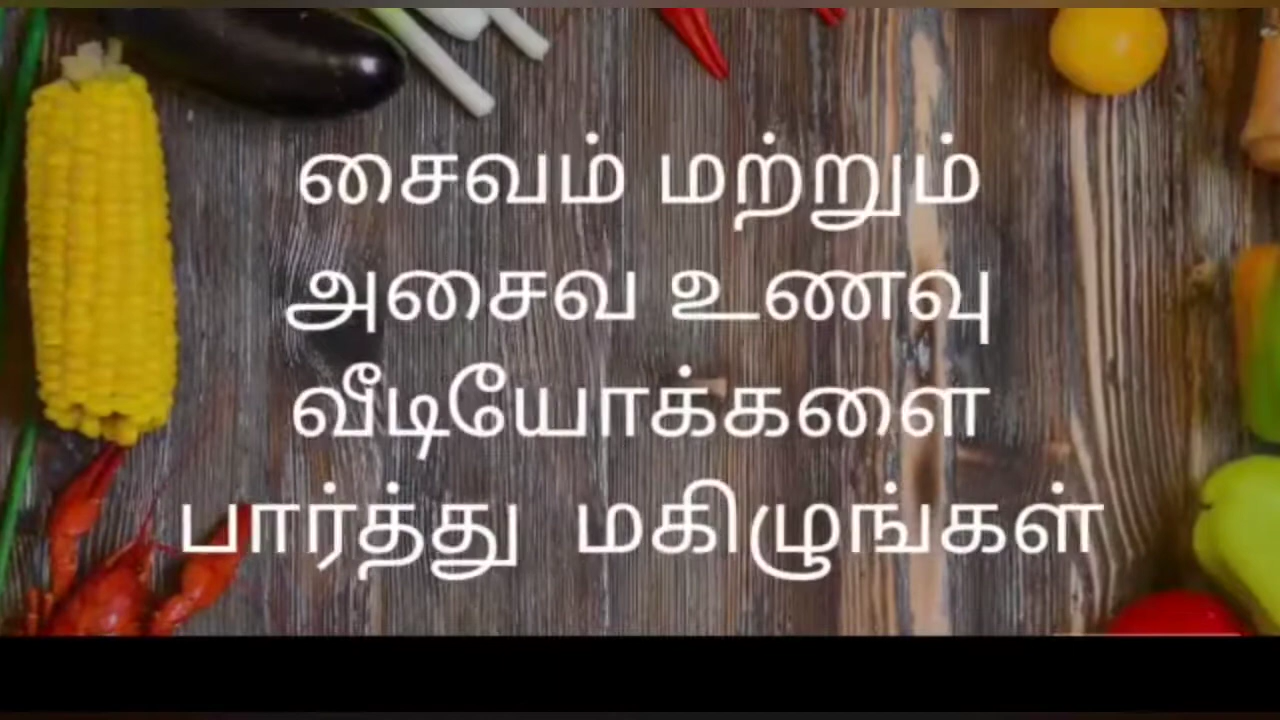 சைவம் மற்றும்
அசைவ உணவு
வீடியோக்களை
பார்த்து மகிழுங்கள்